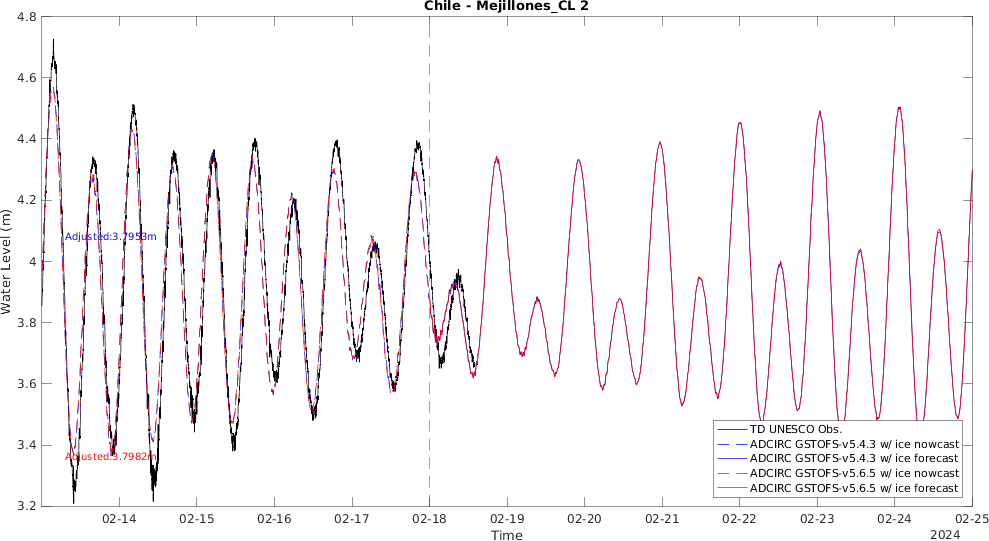 Chile - Mejillones_CL 2
Water Level (m)
4.8
4.6
4.4
4.2
4
3.8
3.6
3.4
3.2
Adjusted:3.7953m
Adjusted:3.7982m
TD UNESCO Obs.
ADCIRC GSTOFS-v5.4.3 w/ ice nowcast
ADCIRC GSTOFS-v5.4.3 w/ ice forecast
ADCIRC GSTOFS-v5.6.5 w/ ice nowcast
ADCIRC GSTOFS-v5.6.5 w/ ice forecast
02-14 02-15 02-16 02-17 02-18 02-19 02-20 02-21 02-22 02-23 02-24 02-25
Time
2024